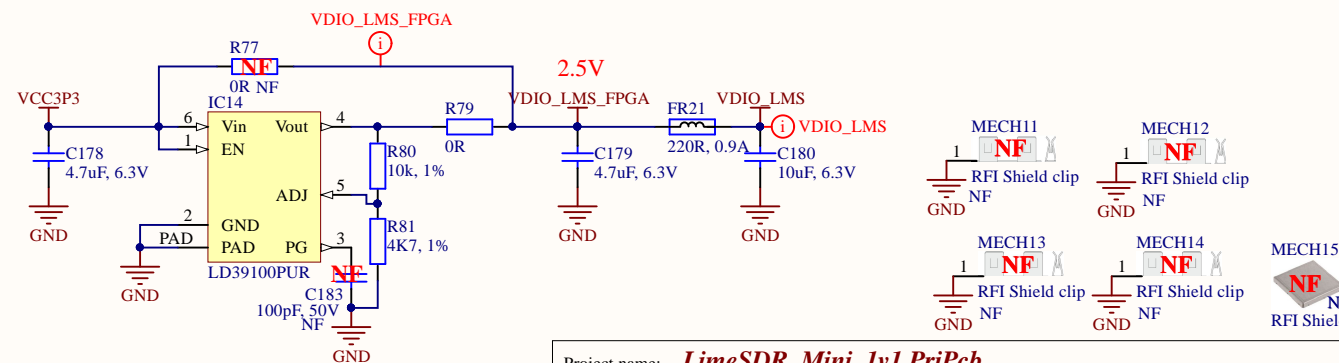 VDIO_LMS_FPGA
R77
NF
0R NF
2.5V
VCC3P3
IC14
VDIO_LMS_FPGA
VDIO_LMS
R79
FR21
6
Vin
Vout
4
VDIO_LMS
1
EN
0R
220R, 0.9A
C178
4.7uF, 6.3V
R80
10k, 1%
C179
4.7uF, 6.3V
C180
10uF, 6.3V
ADJ
5
2
GND
R81
4K7, 1%
PAD
PAD
PG
3
LD39100PUR
NF
C183
100pF, 50V
NF
GND
GND
GND
GND
GND
MECH11
1
NF
RFI Shield clip
NF
GND
MECH12
1
NF
RFI Shield clip
NF
GND
MECH13
1
NF
RFI Shield clip
NF
GND
MECH14
1
NF
RFI Shield clip
NF
GND
MECH15
NF
N
RFI Shiel
Project name: LimeSDR_Mini_1v1.PrjPcb